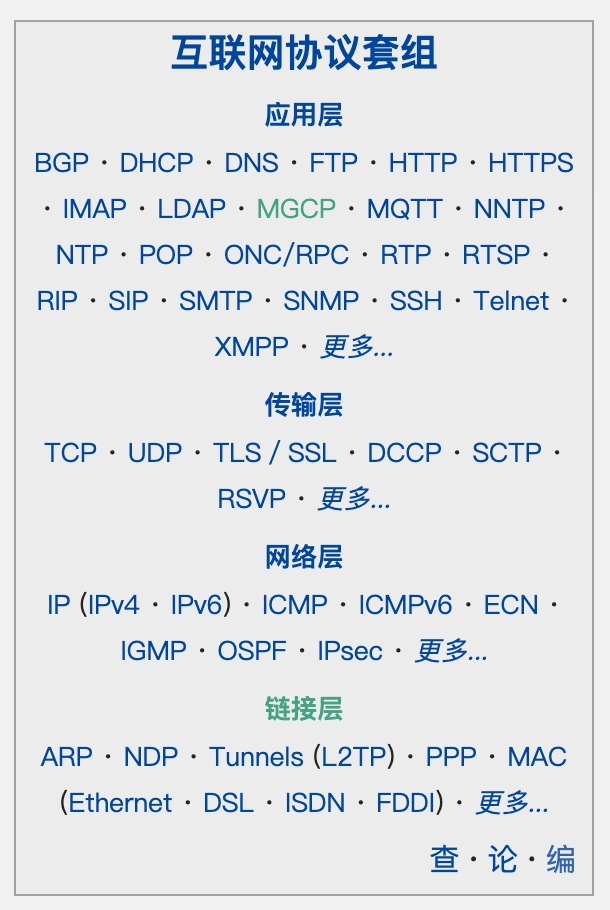 互联网协议套组
应用层
BGP · DHCP · DNS · FTP · HTTP · HTTPS
· IMAP · LDAP · MGCP · MQTT · NNTP ·
NTP · POP · ONC/RPC · RTP · RTSP ·
RIP · SIP · SMTP · SNMP · SSH · Telnet ·
XMPP · 更多...
传输层
TCP · UDP · TLS / SSL · DCCP · SCTP ·
RSVP · 更多...
网络层
IP (IPv4 · IPv6) · ICMP · ICMPv6 · ECN ·
IGMP · OSPF · IPsec · 更多...
链接层
ARP · NDP · Tunnels (L2TP) · PPP · MAC
(Ethernet · DSL · ISDN · FDDI) · 更多...
查 · 论 · 编